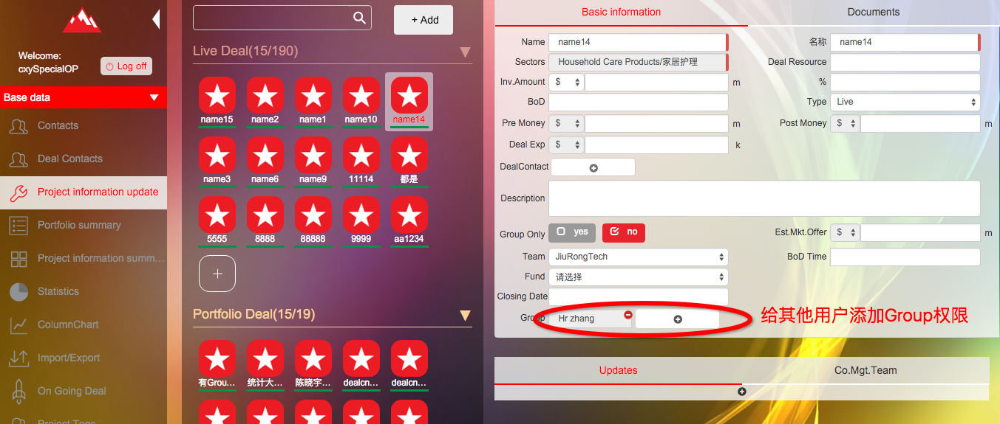 Welcome:
cxySpecialOP
Log off
Base data
Contacts
Deal Contacts
Project information update
Portfolio summary
Project information summ...
Statistics
ColumnChart
Import/Export
On Going Deal
Project Tags
+ Add
Live Deal(15/190)
name15 name2 name1 name10 name14
name3 name6 name9 11114 都是
5555 8888 88888 9999 aa1234
Portfolio Deal(15/19)
有Grou... 统计大... 陈晓宇... dealcn... dealcn...
Basic information Documents
Name name14 名称 name14
Sectors Household Care Products/家居护理 Deal Resource
Inv.Amount $ m %
BoD Type Live
Pre Money $ m Post Money $ m
Deal Exp $ k
DealContact
Description
Group Only yes no Est.Mkt.Offer $ m
Team JiuRongTech BoD Time
Fund 请选择
Closing Date
Group Hr zhang 给其他用户添加Group权限
Updates Co.Mgt.Team